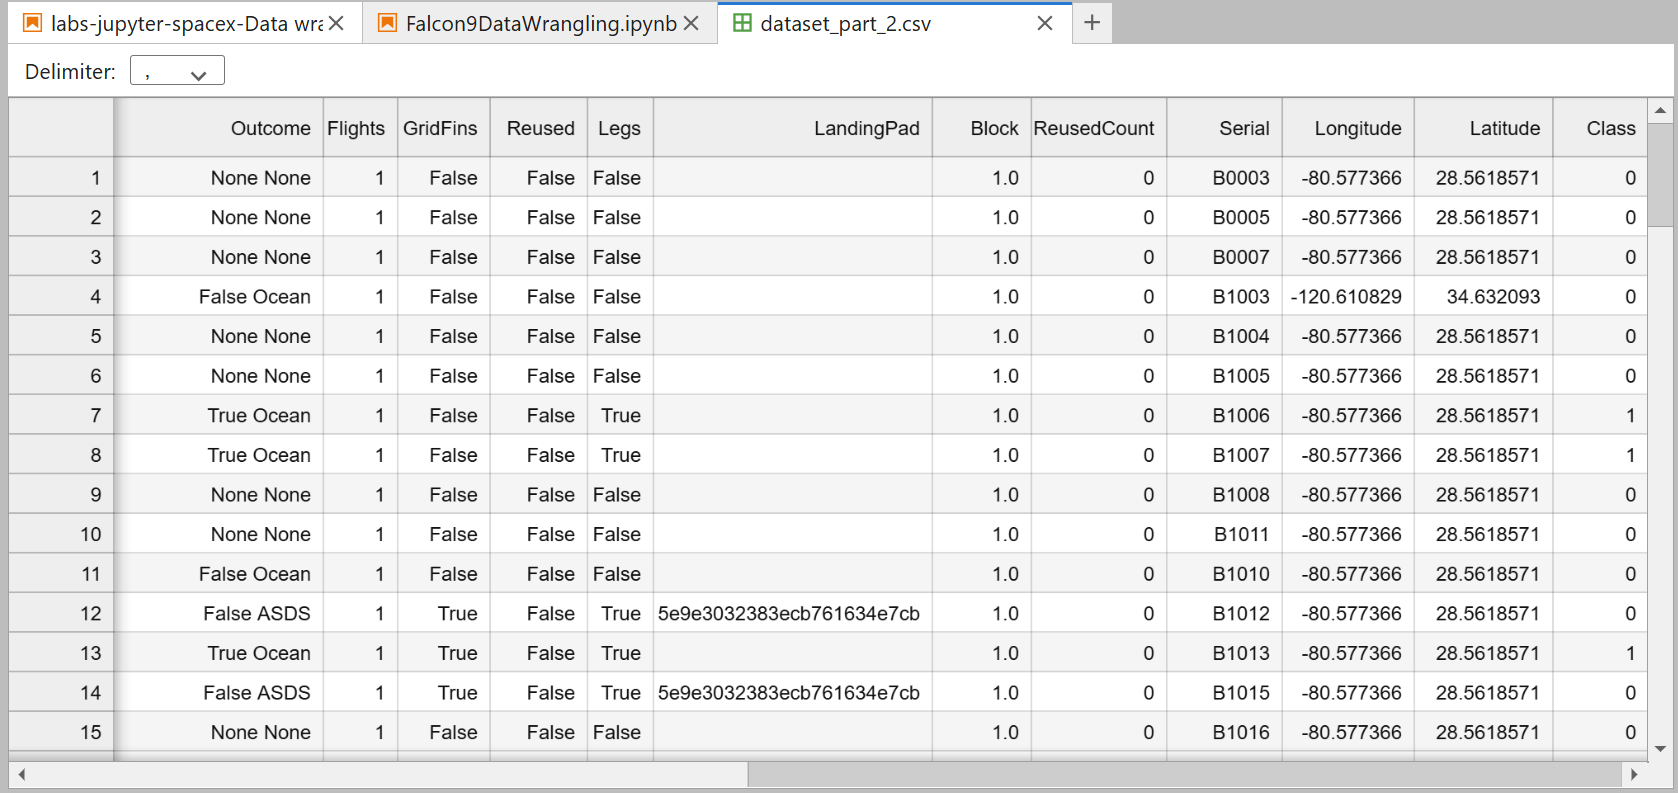 labs-jupyter-spacex-Data wra Falcon9DataWrangling.ipynb dataset_part_2.csv
Delimiter: ,
Outcome Flights GridFins Reused Legs LandingPad Block ReusedCount Serial Longitude Latitude Class
1 None None 1 False False False 1.0 0 B0003 -80.577366 28.5618571 0
2 None None 1 False False False 1.0 0 B0005 -80.577366 28.5618571 0
3 None None 1 False False False 1.0 0 B0007 -80.577366 28.5618571 0
4 False Ocean 1 False False False 1.0 0 B1003 -120.610829 34.632093 0
5 None None 1 False False False 1.0 0 B1004 -80.577366 28.5618571 0
6 None None 1 False False False 1.0 0 B1005 -80.577366 28.5618571 0
7 True Ocean 1 False False True 1.0 0 B1006 -80.577366 28.5618571 1
8 True Ocean 1 False False True 1.0 0 B1007 -80.577366 28.5618571 1
9 None None 1 False False False 1.0 0 B1008 -80.577366 28.5618571 0
10 None None 1 False False False 1.0 0 B1011 -80.577366 28.5618571 0
11 False Ocean 1 False False False 1.0 0 B1010 -80.577366 28.5618571 0
12 False ASDS 1 True False True 5e9e3032383ecb761634e7cb 1.0 0 B1012 -80.577366 28.5618571 0
13 True Ocean 1 True False True 1.0 0 B1013 -80.577366 28.5618571 1
14 False ASDS 1 True False True 5e9e3032383ecb761634e7cb 1.0 0 B1015 -80.577366 28.5618571 0
15 None None 1 False False False 1.0 0 B1016 -80.577366 28.5618571 0